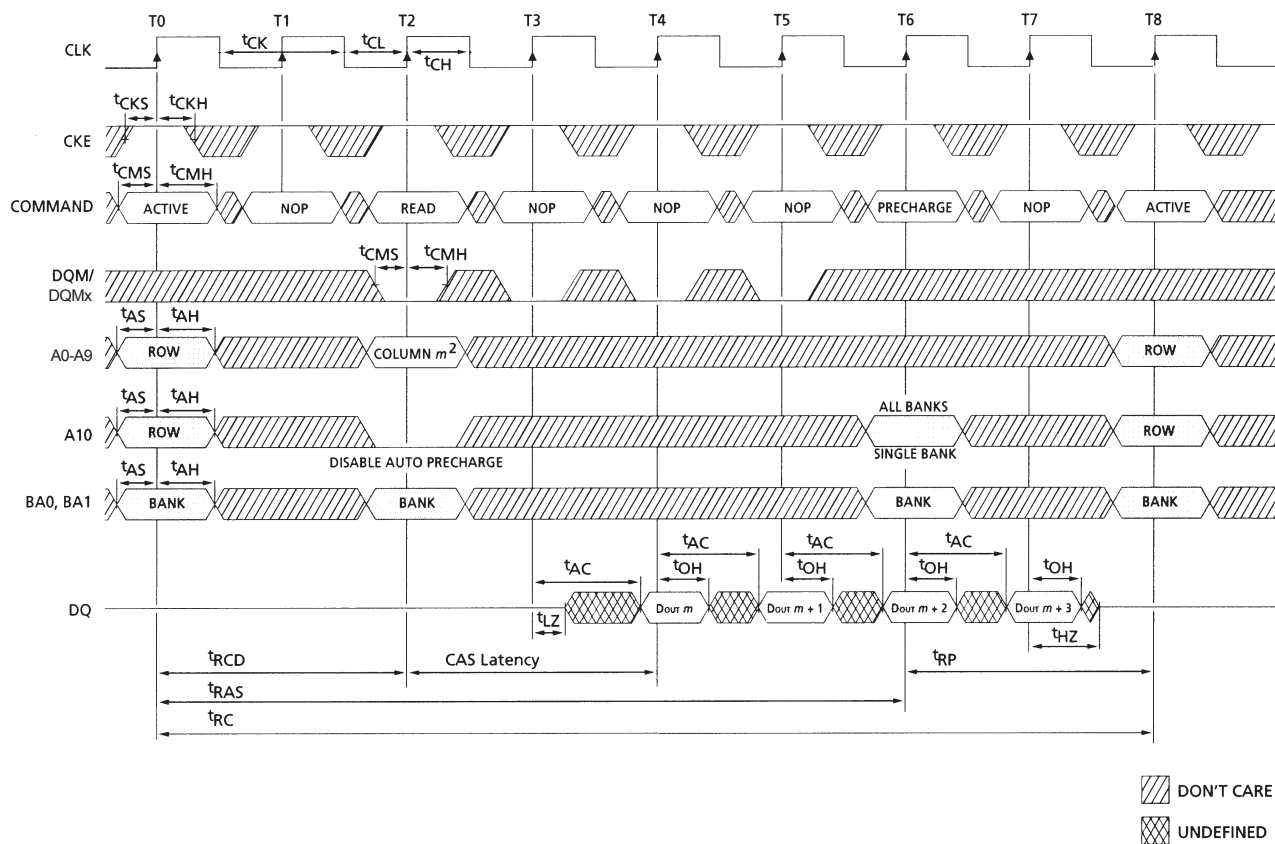 T0 T1 T2 T3 T4 T5 T6 T7 T8
CLK
tCK tCL
tCH
tCKS tCKH
CKE
tCMS tCMH
COMMAND ACTIVE NOP READ NOP NOP NOP PRECHARGE NOP ACTIVE
tCMS tCMH
DQM/
DQMx
tAS tAH
A0-A9 ROW COLUMN m2 ROW
tAS tAH
ALL BANKS
A10 ROW ROW
DISABLE AUTO PRECHARGE SINGLE BANK
tAS tAH
BA0, BA1 BANK BANK BANK BANK
tAC tAC tAC
tAC tOH tOH tOH tOH
DQ DOUT m DOUT m + 1 DOUT m + 2 DOUT m + 3
tLZ tHZ
tRCD CAS Latency tRP
tRAS
tRC
DON'T CARE
UNDEFINED